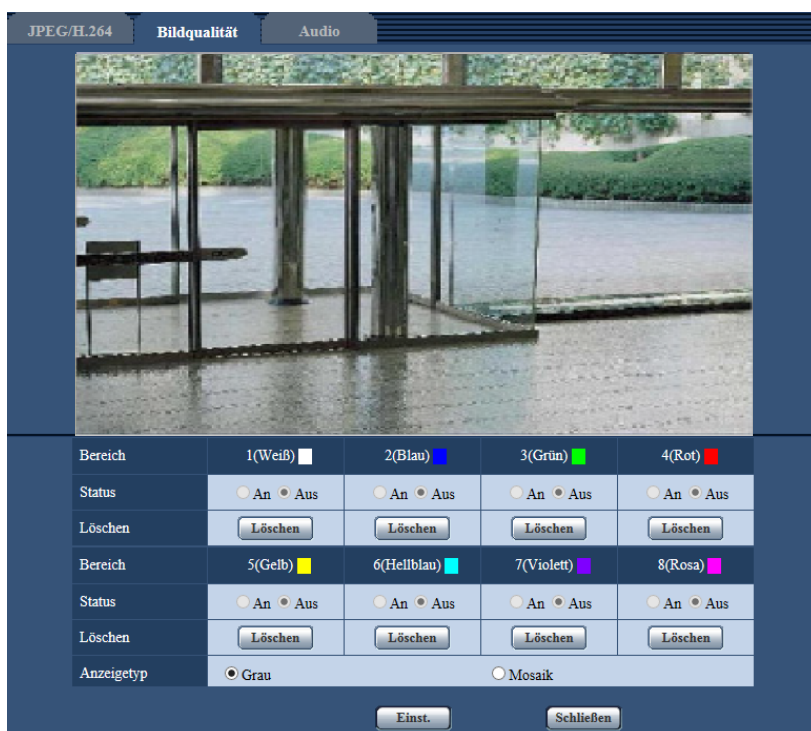 JPEG/H.264 Bildqualität Audio
Bereich 1(Weiß) 2(Blau) 3(Grün) 4(Rot)
Status An Aus An Aus An Aus An Aus
Löschen Löschen Löschen Löschen Löschen
Bereich 5(Gelb) 6(Hellblau) 7(Violett) 8(Rosa)
Status An Aus An Aus An Aus An Aus
Löschen Löschen Löschen Löschen Löschen
Anzeigetyp Grau Mosaik
Einst. Schließen